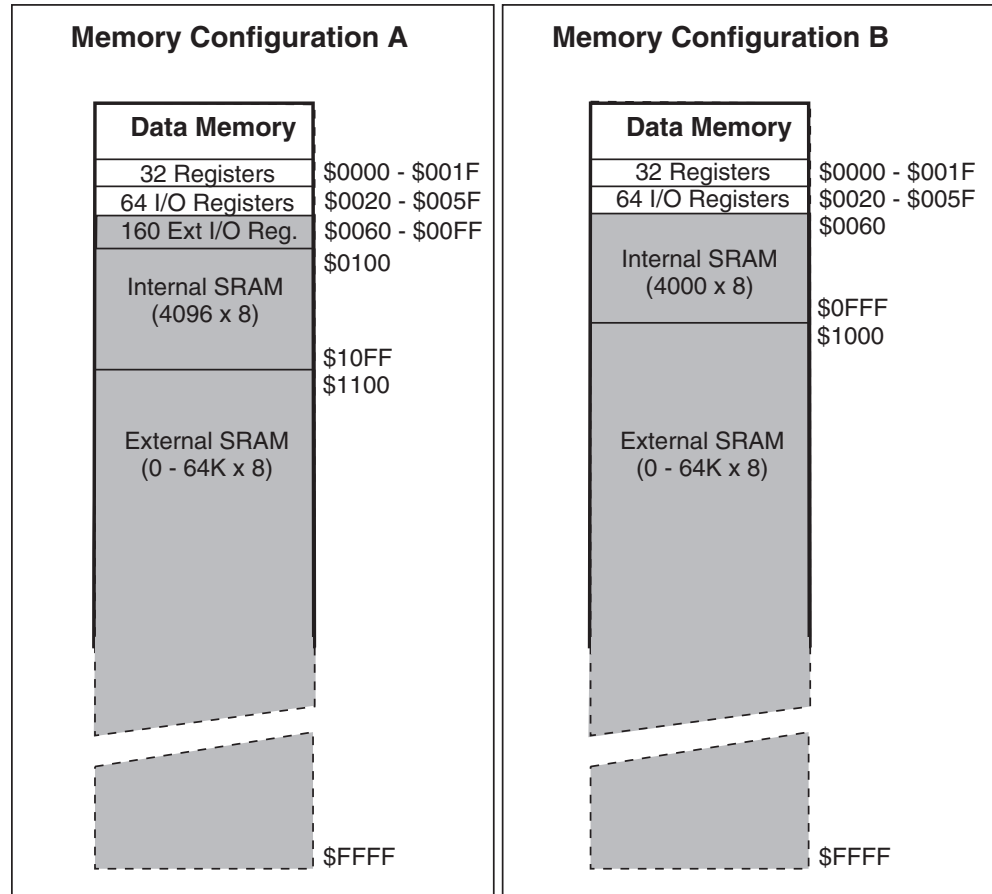 Memory Configuration A
Data Memory
32 Registers
$0000 - $001F
64 I/O Registers
$0020 - $005F
160 Ext I/O Reg.
$0060 - $00FF
$0100
Internal SRAM
(4096 x 8)
$10FF
$1100
External SRAM
(0 - 64K x 8)
$FFFF
Memory Configuration B
Data Memory
32 Registers
$0000 - $001F
64 I/O Registers
$0020 - $005F
$0060
Internal SRAM
(4000 x 8)
$0FFF
$1000
External SRAM
(0 - 64K x 8)
$FFFF